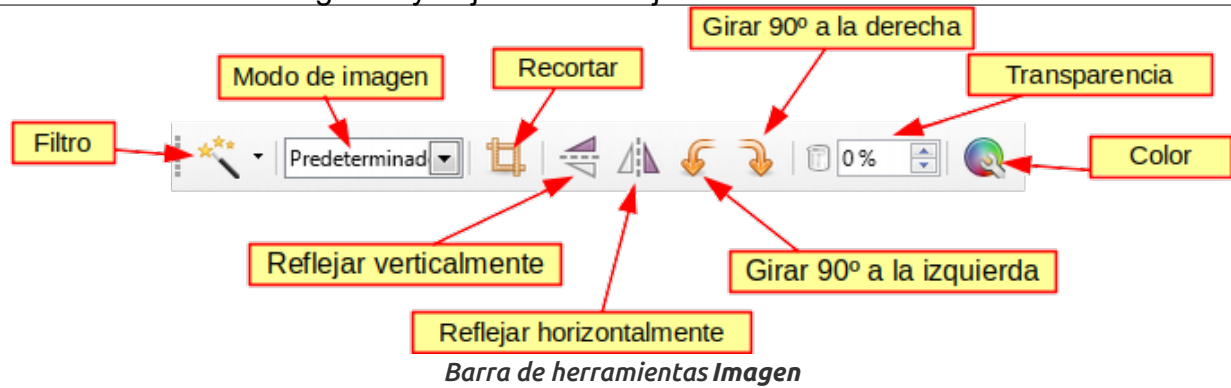 Girar 90º a la derecha
Modo de imagen
Recortar
Transparencia
Filtro
Predeterminad
0 %
Color
Reflejar verticalmente
Girar 90º a la izquierda
Reflejar horizontalmente
Barra de herramientas Imagen